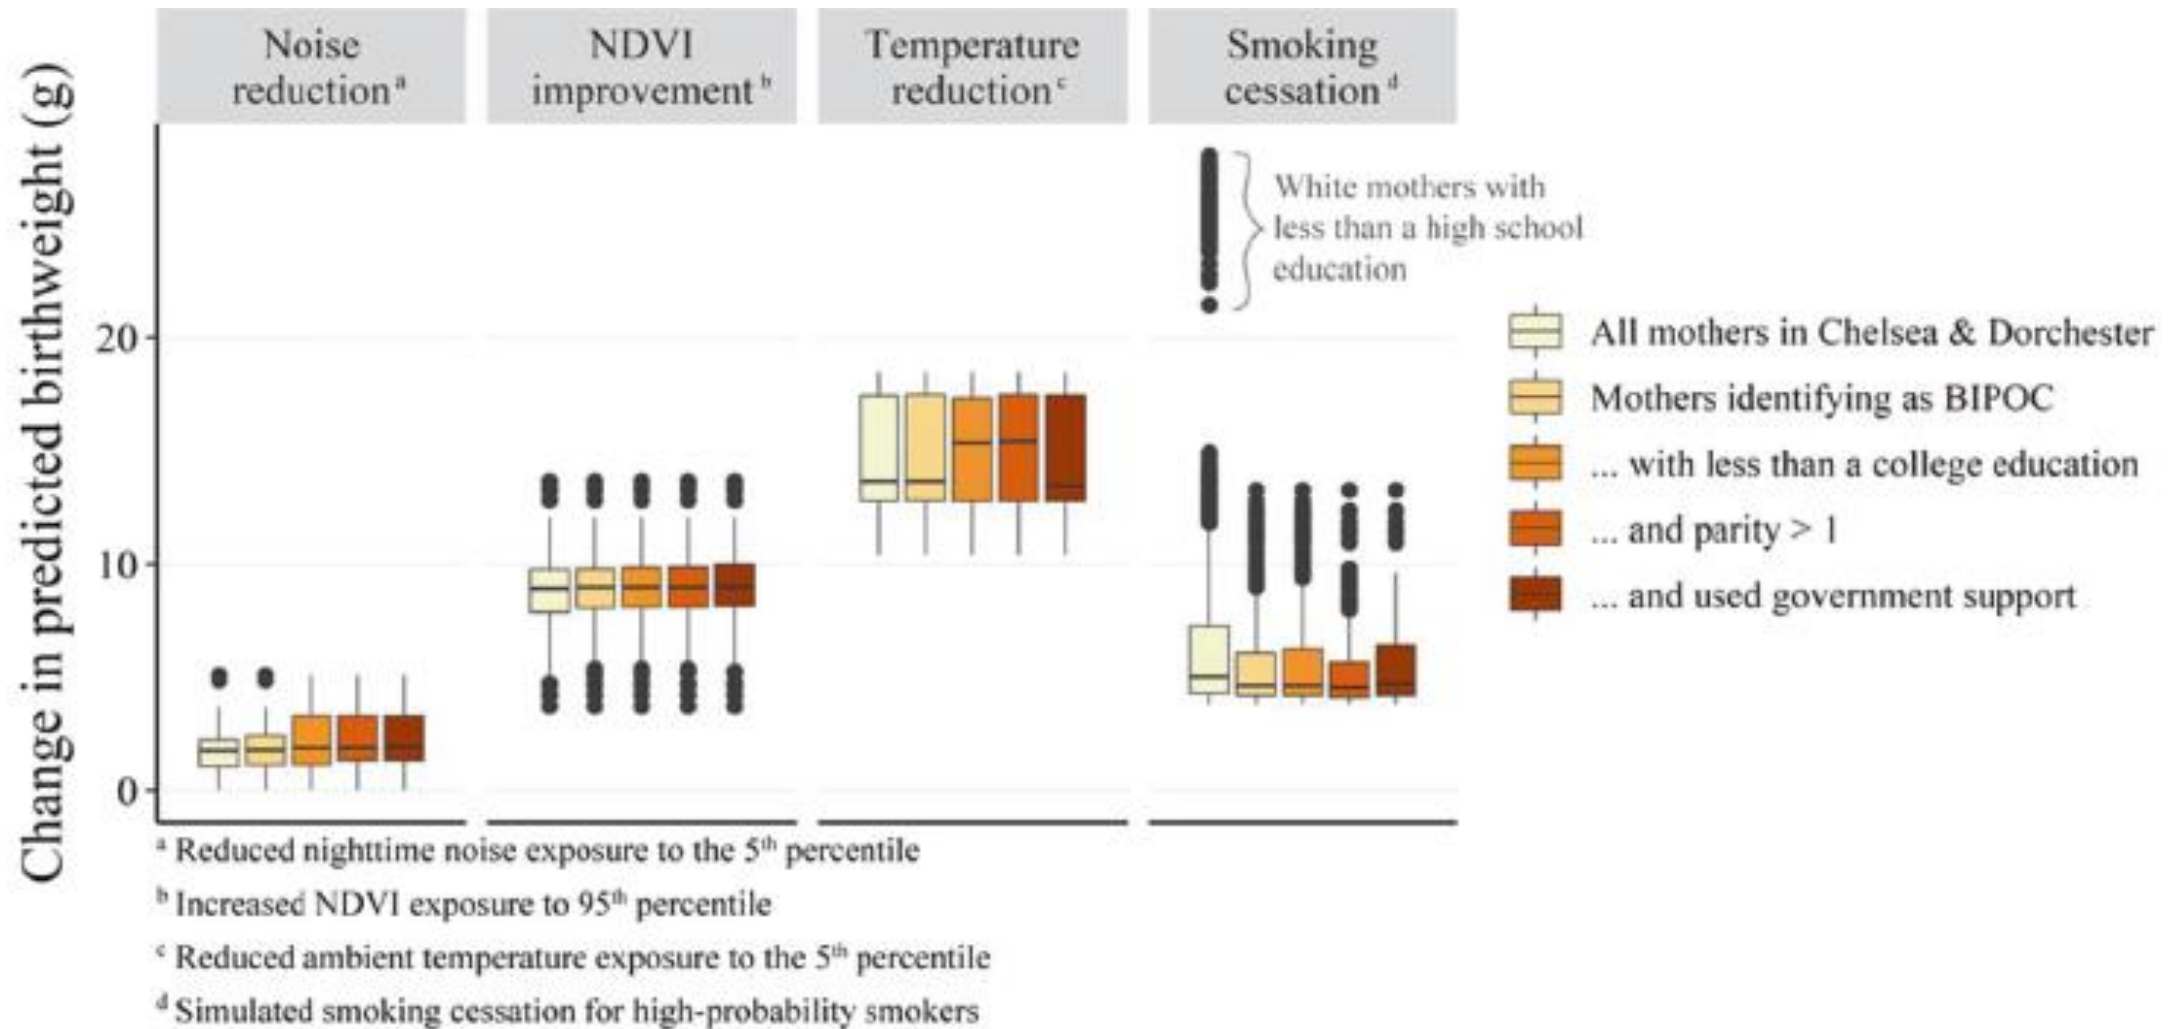 Noise
reduction ᵃ
NDVI
improvement ᵇ
Temperature
reduction ᶜ
Smoking
cessation ᵈ
Change in predicted birthweight (g)
20
10
0
White mothers with
less than a high school
education
All mothers in Chelsea & Dorchester
Mothers identifying as BIPOC
... with less than a college education
... and parity > 1
... and used government support
ᵃ Reduced nighttime noise exposure to the 5ᵗʰ percentile
ᵇ Increased NDVI exposure to 95ᵗʰ percentile
ᶜ Reduced ambient temperature exposure to the 5ᵗʰ percentile
ᵈ Simulated smoking cessation for high-probability smokers